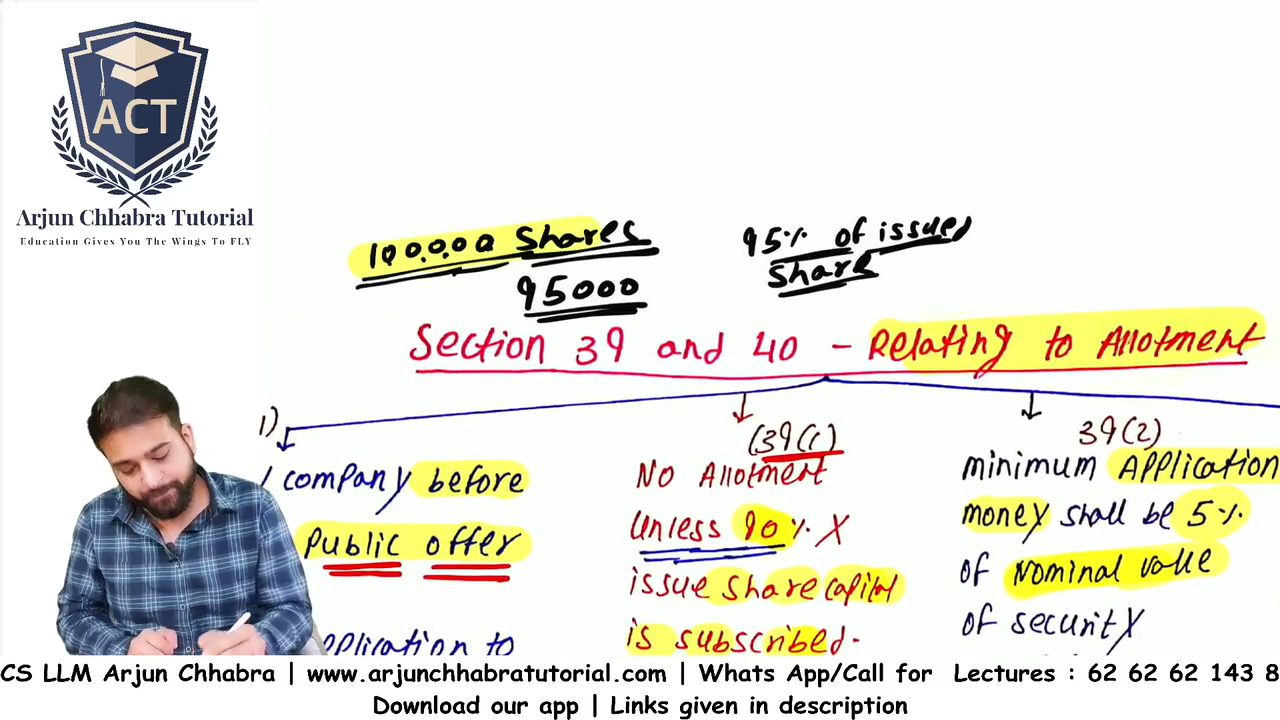 ACT
Arjun Chhabra Tutorial
Education Gives You The Wings To FLY
100,000 Shares
95000
95% of issued
Share
Section 39 and 40 - Relating to Allotment
1)
company before
Public offer
pplication to
(39(1)
No Allotment
Unless 90%
issue share capital
is subscribed.
39(2)
minimum Application
money shall be 5%
of Nominal value
of security
CS LLM Arjun Chhabra | www.arjunchhabratutorial.com | Whats App/Call for Lectures : 62 62 62 143 8
Download our app | Links given in description